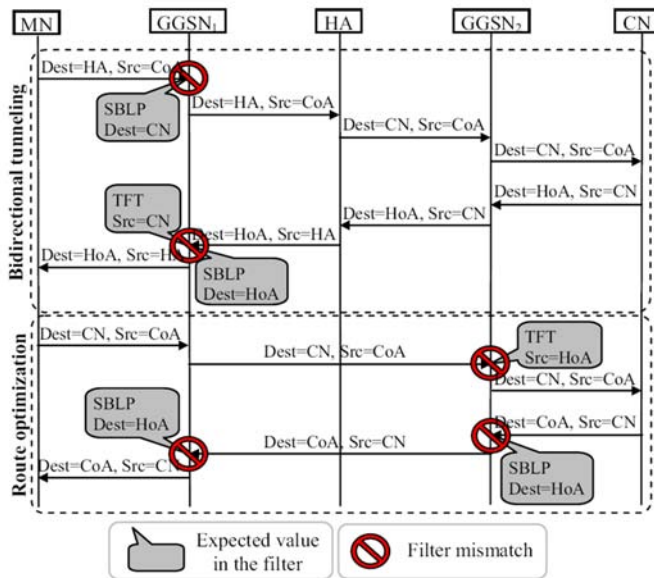 MN GGSN₁ HA GGSN₂ CN
Bidirectional tunneling
Dest=HA, Src=CoA
SBLP
Dest=CN
Dest=HA, Src=CoA
Dest=CN, Src=CoA
Dest=CN, Src=CoA
Dest=HoA, Src=CN
Dest=HoA, Src=CN
TFT
Src=CN
Dest=HoA, Src=HA
Dest=HoA, Src=HA
SBLP
Dest=HoA
Route optimization
Dest=CN, Src=CoA
Dest=CN, Src=CoA
TFT
Src=HoA
Dest=CN, Src=CoA
Dest=CoA, Src=CN
SBLP
Dest=HoA
Dest=CoA, Src=CN
Dest=CoA, Src=CN
SBLP
Dest=HoA
Expected value
in the filter
Filter mismatch